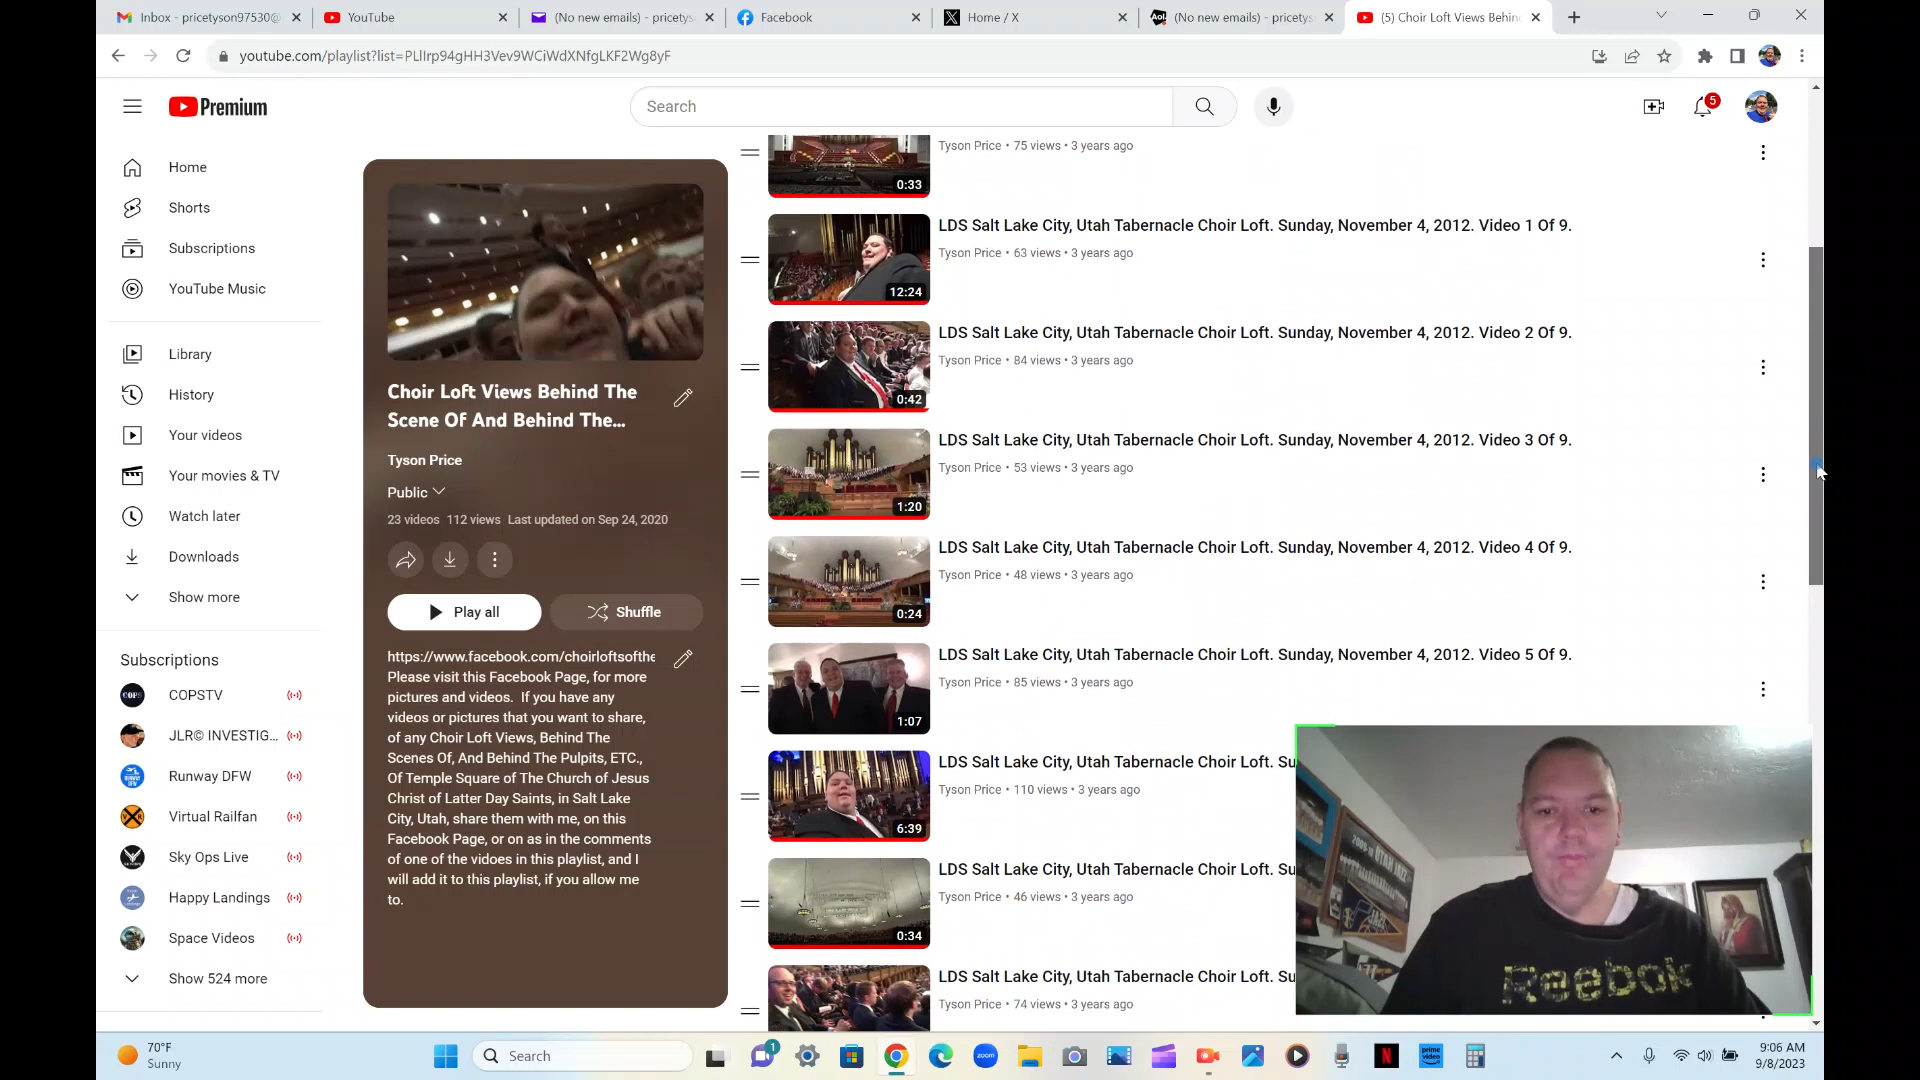 Inbox - pricetyson97530@
YouTube
(No new emails) - pricetys
Facebook
Home / X
Aol.
(No new emails) - pricetys
(5) Choir Loft Views Behin
youtube.com/playlist?list=PLlIrp94gHH3Vev9WCiWdXNfgLKF2Wg8yF
Premium
Search
5
Home
Shorts
Subscriptions
YouTube Music
Library
History
Your videos
Your movies & TV
Watch later
Downloads
Show more
Subscriptions
COPSTV
JLR© INVESTIG...
Runway DFW
Virtual Railfan
Sky Ops Live
Happy Landings
Space Videos
Show 524 more
Choir Loft Views Behind The
Scene Of And Behind The...
Tyson Price
Public
23 videos 112 views Last updated on Sep 24, 2020
Play all
Shuffle
https://www.facebook.com/choirloftsofthe
Please visit this Facebook Page, for more
pictures and videos. If you have any
videos or pictures that you want to share,
of any Choir Loft Views, Behind The
Scenes Of, And Behind The Pulpits, ETC.,
Of Temple Square of The Church of Jesus
Christ of Latter Day Saints, in Salt Lake
City, Utah, share them with me, on this
Facebook Page, or on as in the comments
of one of the vidoes in this playlist, and I
will add it to this playlist, if you allow me
to.
Tyson Price • 75 views • 3 years ago
0:33
LDS Salt Lake City, Utah Tabernacle Choir Loft. Sunday, November 4, 2012. Video 1 Of 9.
Tyson Price • 63 views • 3 years ago
12:24
LDS Salt Lake City, Utah Tabernacle Choir Loft. Sunday, November 4, 2012. Video 2 Of 9.
Tyson Price • 84 views • 3 years ago
0:42
LDS Salt Lake City, Utah Tabernacle Choir Loft. Sunday, November 4, 2012. Video 3 Of 9.
Tyson Price • 53 views • 3 years ago
1:20
LDS Salt Lake City, Utah Tabernacle Choir Loft. Sunday, November 4, 2012. Video 4 Of 9.
Tyson Price • 48 views • 3 years ago
0:24
LDS Salt Lake City, Utah Tabernacle Choir Loft. Sunday, November 4, 2012. Video 5 Of 9.
Tyson Price • 85 views • 3 years ago
1:07
LDS Salt Lake City, Utah Tabernacle Choir Loft. Su
Tyson Price • 110 views • 3 years ago
6:39
LDS Salt Lake City, Utah Tabernacle Choir Loft. Su
Tyson Price • 46 views • 3 years ago
0:34
LDS Salt Lake City, Utah Tabernacle Choir Loft. Su
Tyson Price • 74 views • 3 years ago
UTAH JAZZ
Reebok
70°F
Sunny
Search
1
zoom
N
prime video
9:06 AM
9/8/2023